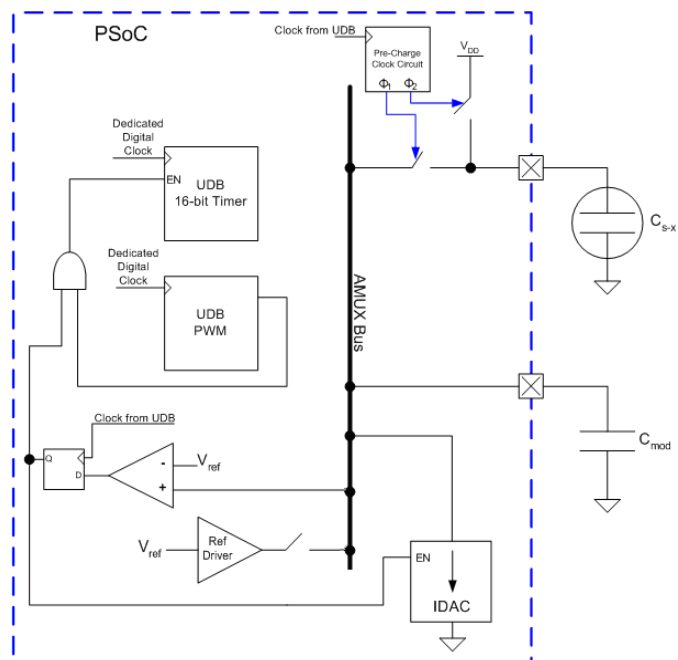 PSoC
Clock from UDB
Pre-Charge
Clock Circuit
Φ1 Φ2
VDD
Dedicated
Digital
Clock
EN
UDB
16-bit Timer
Dedicated
Digital
Clock
UDB
PWM
AMUX Bus
Cs-x
Clock from UDB
Q
D
-
+
Vref
Cmod
Vref
Ref
Driver
EN
IDAC